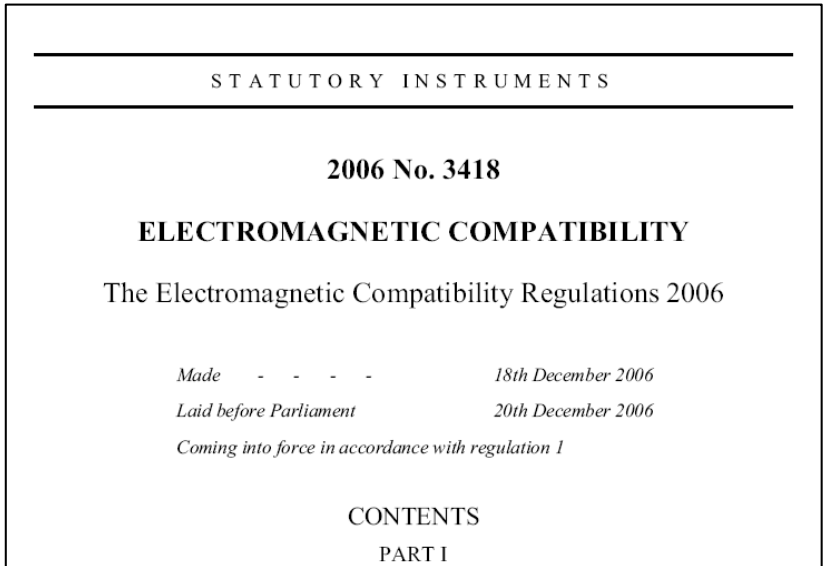 STATUTORY INSTRUMENTS
2006 No. 3418
ELECTROMAGNETIC COMPATIBILITY
The Electromagnetic Compatibility Regulations 2006
Made - - - - 18th December 2006
Laid before Parliament 20th December 2006
Coming into force in accordance with regulation 1
CONTENTS
PART I